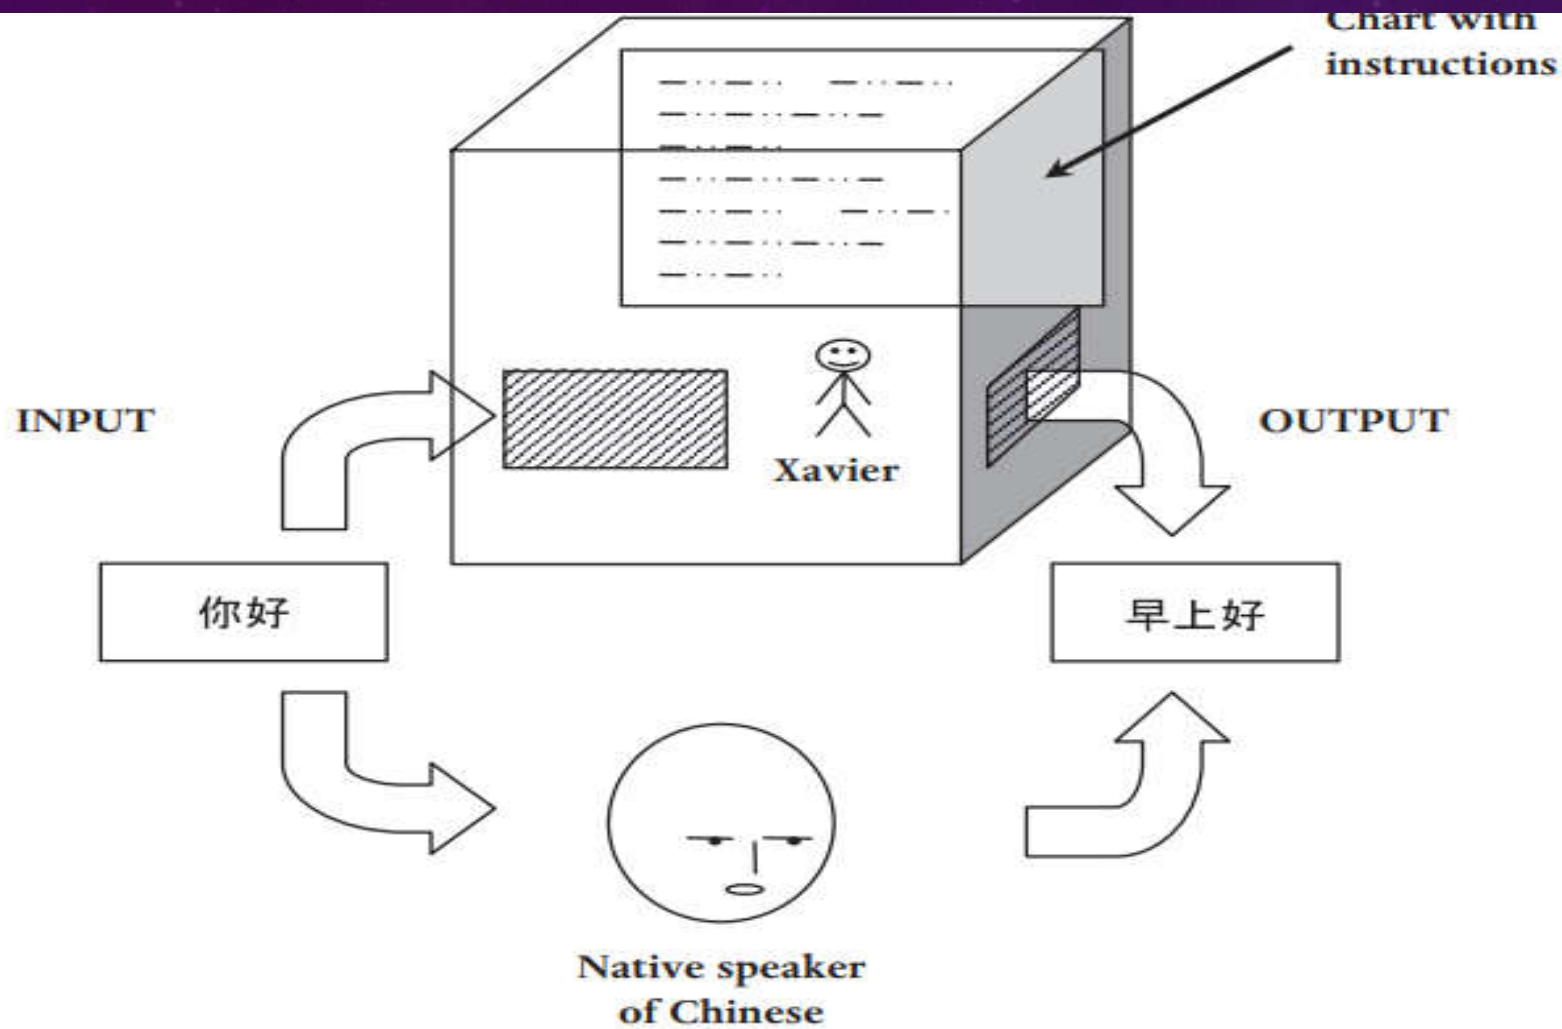 Chart with
instructions
INPUT
Xavier
OUTPUT
你好
早上好
Native speaker
of Chinese